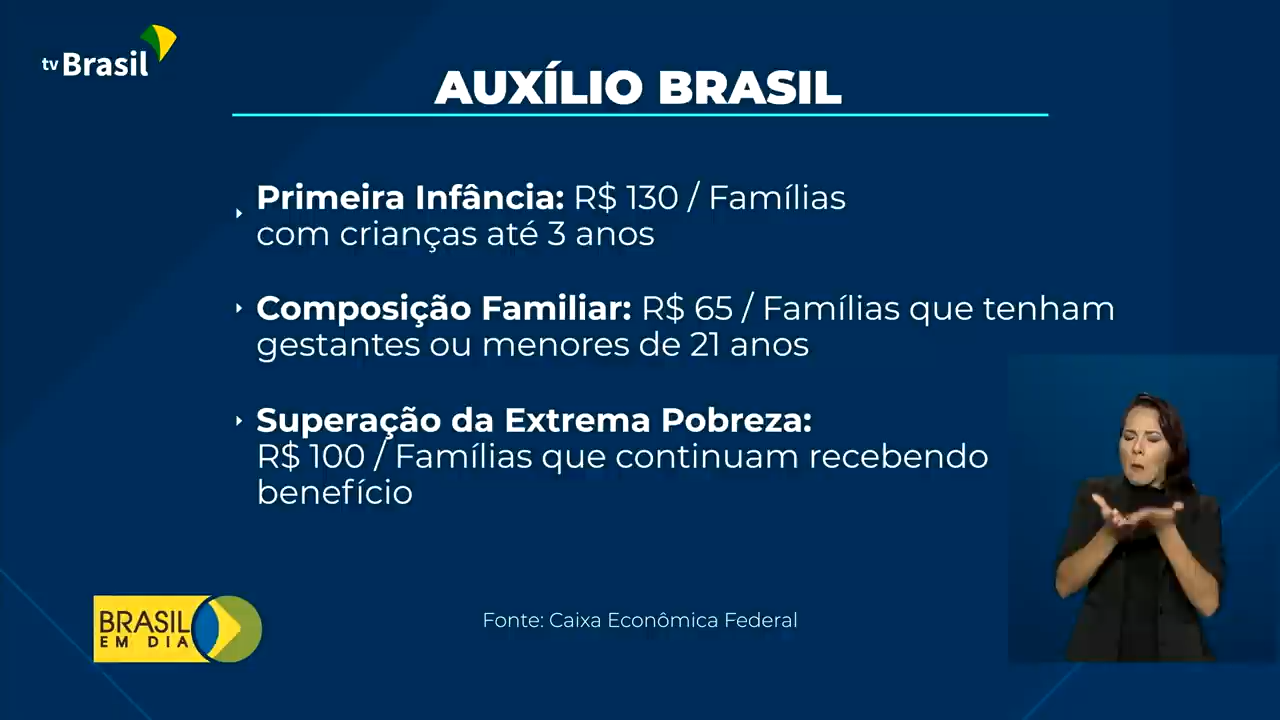 tv Brasil
AUXÍLIO BRASIL
Primeira Infância: R$ 130 / Famílias
com crianças até 3 anos
Composição Familiar: R$ 65 / Famílias que tenham
gestantes ou menores de 21 anos
Superação da Extrema Pobreza:
R$ 100 / Famílias que continuam recebendo
benefício
BRASIL
EM DIA
Fonte: Caixa Econômica Federal